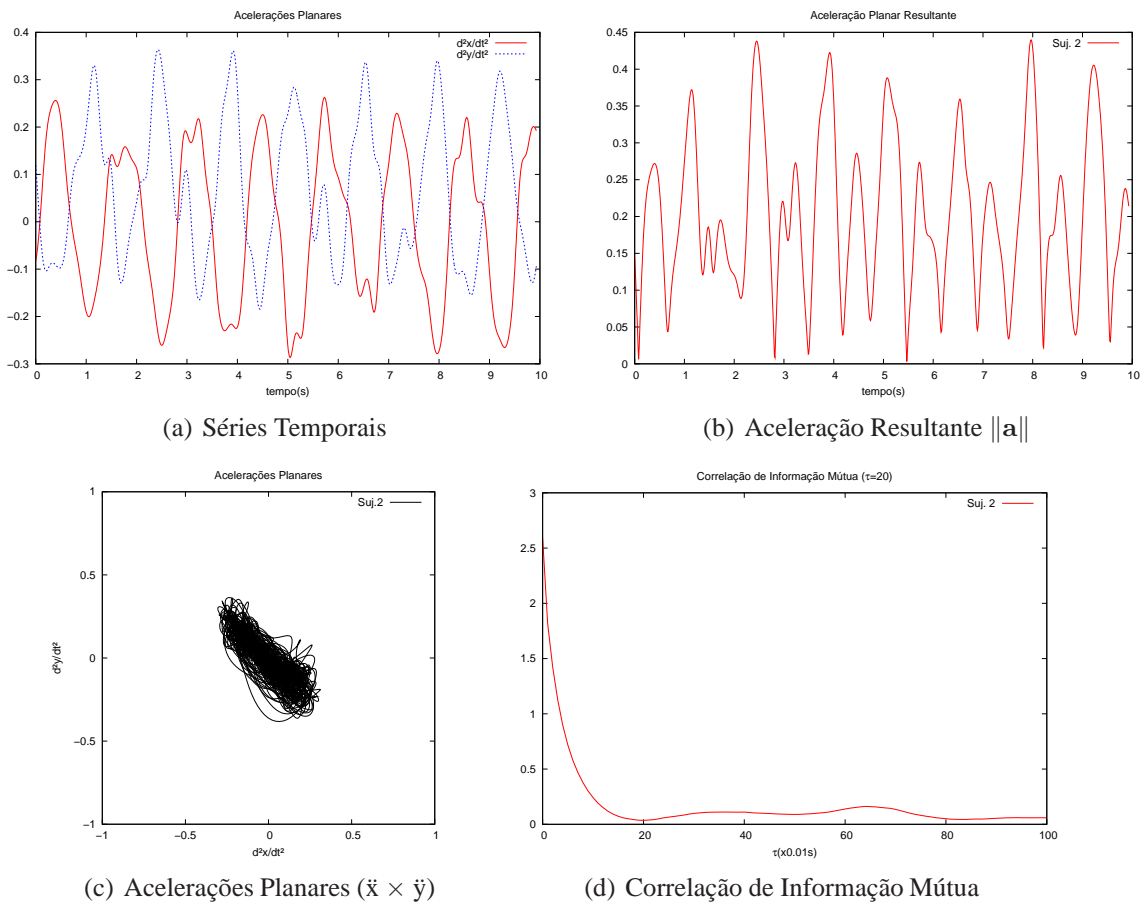 Acelerações Planares
d²x/dt²
d²y/dt²
0.4
0.3
0.2
0.1
0
−0.1
−0.2
−0.3
0 1 2 3 4 5 6 7 8 9 10
tempo(s)
(a) Séries Temporais
Aceleração Planar Resultante
Suj. 2
0.45
0.4
0.35
0.3
0.25
0.2
0.15
0.1
0.05
0
0 1 2 3 4 5 6 7 8 9 10
tempo(s)
(b) Aceleração Resultante ‖a‖
Acelerações Planares
Suj.2
1
0.5
0
−0.5
−1
d²y/dt²
−1 −0.5 0 0.5 1
d²x/dt²
(c) Acelerações Planares (ẍ × ÿ)
Correlação de Informação Mútua (τ=20)
Suj. 2
3
2.5
2
1.5
1
0.5
0
0 20 40 60 80 100
τ(x0.01s)
(d) Correlação de Informação Mútua